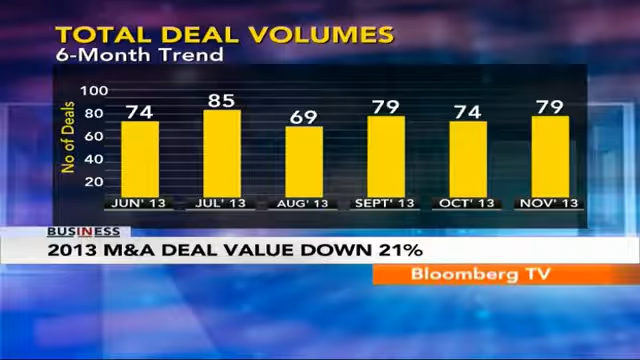 TOTAL DEAL VOLUMES
6-Month Trend
No of Deals
100
80
60
40
20
74
85
69
79
74
79
JUN' 13
JUL' 13
AUG' 13
SEPT' 13
OCT' 13
NOV' 13
BUSINESS
2013 M&A DEAL VALUE DOWN 21%
Bloomberg TV